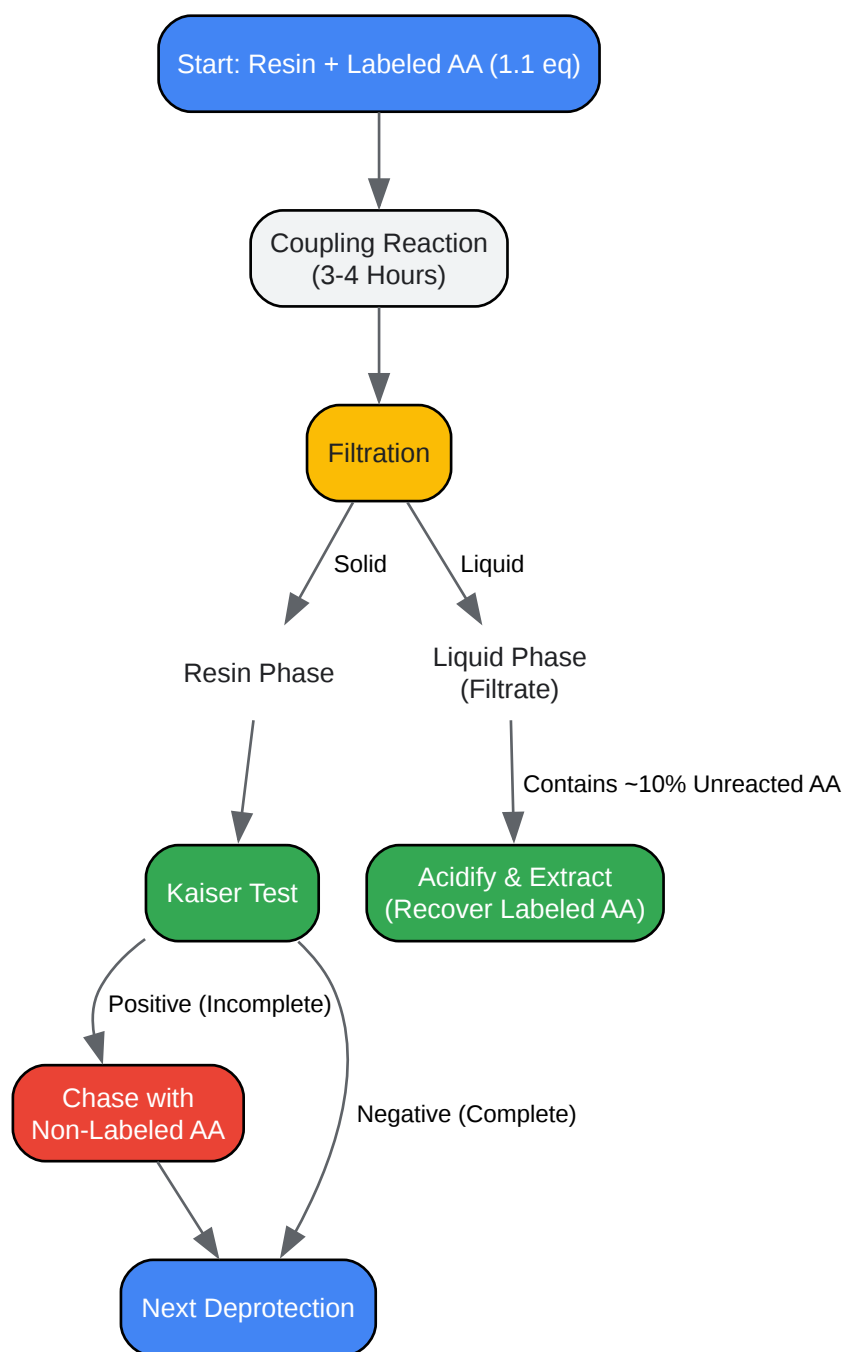 Start: Resin + Labeled AA (1.1 eq)
Coupling Reaction
(3-4 Hours)
Filtration
Solid
Liquid
Resin Phase
Liquid Phase
(Filtrate)
Contains ~10% Unreacted AA
Kaiser Test
Acidify & Extract
(Recover Labeled AA)
Positive (Incomplete)
Chase with
Non-Labeled AA
Negative (Complete)
Next Deprotection